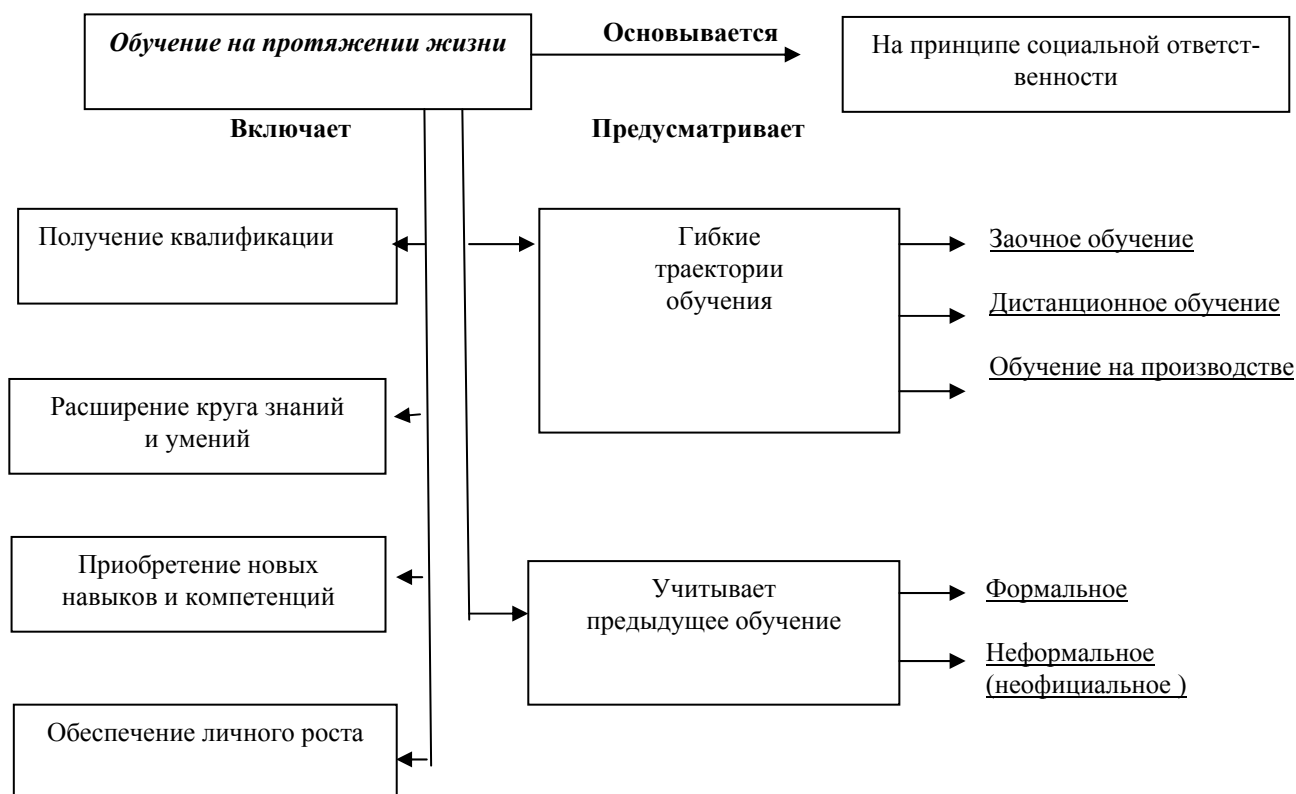 Обучение на протяжении жизни
Основывается
На принципе социальной ответст-
венности
Включает
Предусматривает
Получение квалификации
Гибкие
траектории
обучения
Заочное обучение
Дистанционное обучение
Обучение на производстве
Расширение круга знаний
и умений
Приобретение новых
навыков и компетенций
Учитывает
предыдущее обучение
Формальное
Неформальное
(неофициальное )
Обеспечение личного роста